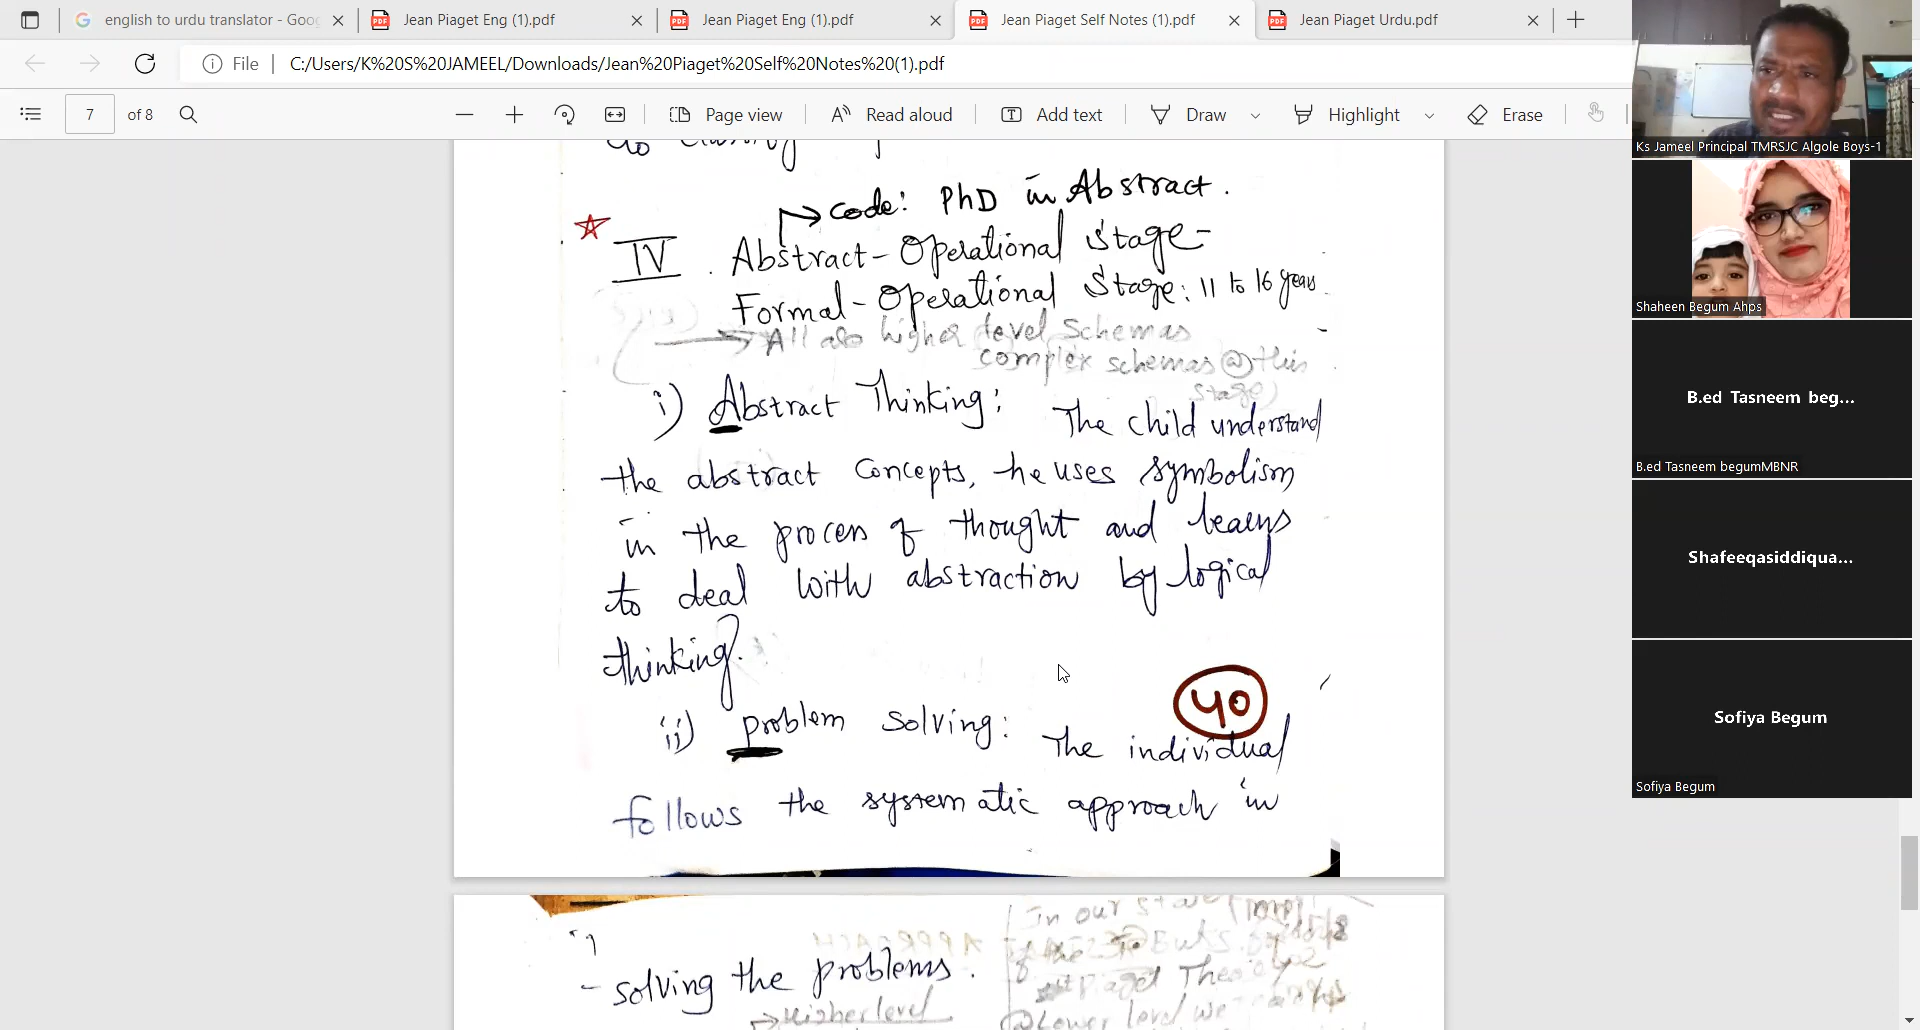 english to urdu translator - Goo
Jean Piaget Eng (1).pdf
Jean Piaget Eng (1).pdf
Jean Piaget Self Notes (1).pdf
Jean Piaget Urdu.pdf
File
C:/Users/K%20S%20JAMEEL/Downloads/Jean%20Piaget%20Self%20Notes%20(1).pdf
7 of 8
Page view
Read aloud
Add text
Draw
Highlight
Erase
Code: PhD in Abstract.
IV . Abstract-Operational Stage-
Formal-Operational Stage: 11 to 16 years
All higher level schemas
complex schemas @ this
stage)
i) Abstract Thinking: The child understand
the abstract concepts, he uses symbolism
in the process of thought and learns
to deal with abstraction by logical
thinking.
40
ii) problem solving: The individual
follows the systematic approach in
- solving the problems.
In our
Piaget
Higher level
@Lower level we
Ks Jameel Principal TMRSJC Algole Boys-1
Shaheen Begum Ahps
B.ed Tasneem beg...
B.ed Tasneem begumMBNR
Shafeeqasiddiqua...
Sofiya Begum
Sofiya Begum